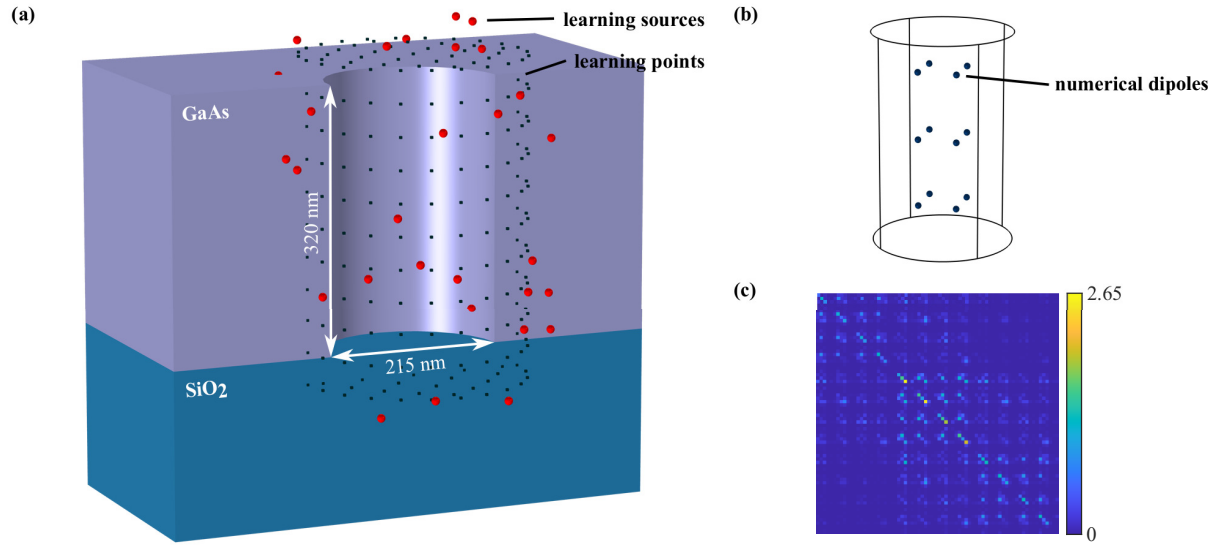 (a)
learning sources
learning points
GaAs
320 nm
215 nm
SiO2
(b)
numerical dipoles
(c)
2.65
0